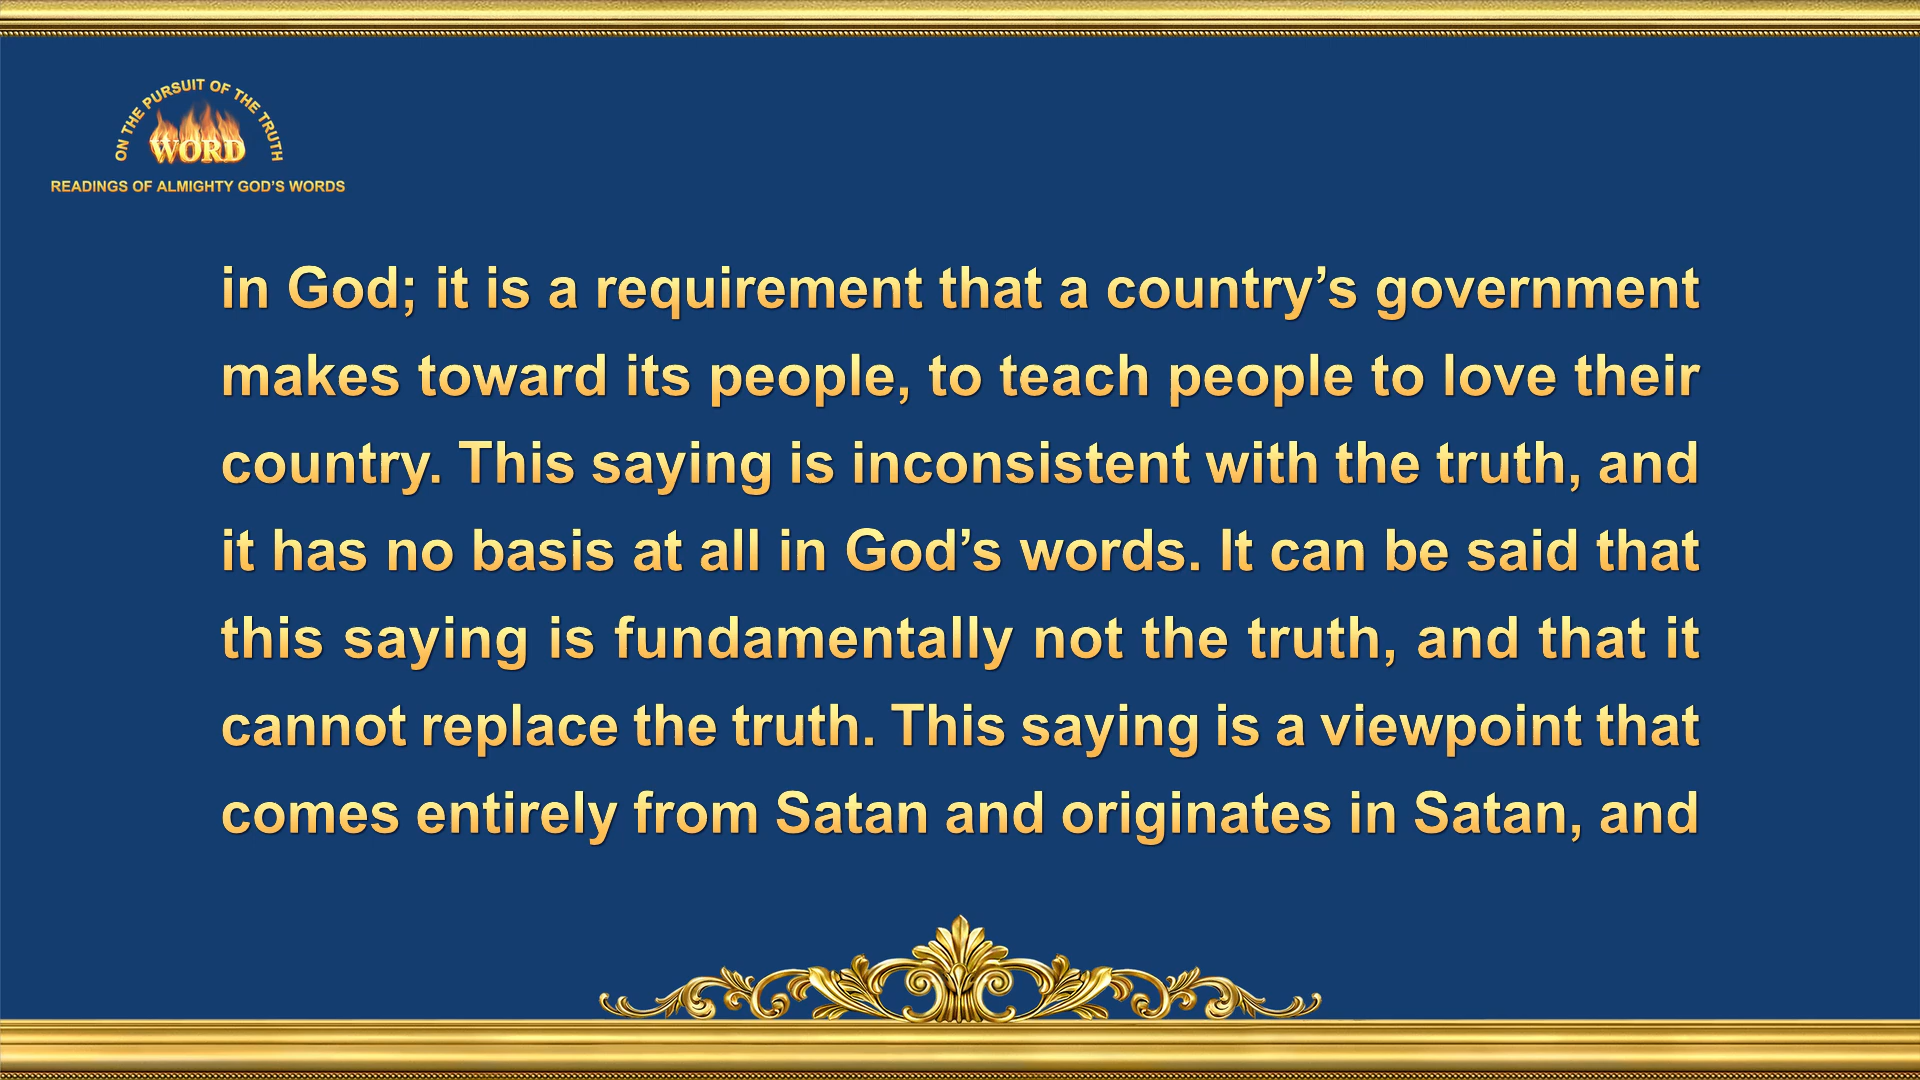 ON THE PURSUIT OF THE TRUTH
WORD
READINGS OF ALMIGHTY GOD’S WORDS
in God; it is a requirement that a country’s government
makes toward its people, to teach people to love their
country. This saying is inconsistent with the truth, and
it has no basis at all in God’s words. It can be said that
this saying is fundamentally not the truth, and that it
cannot replace the truth. This saying is a viewpoint that
comes entirely from Satan and originates in Satan, and